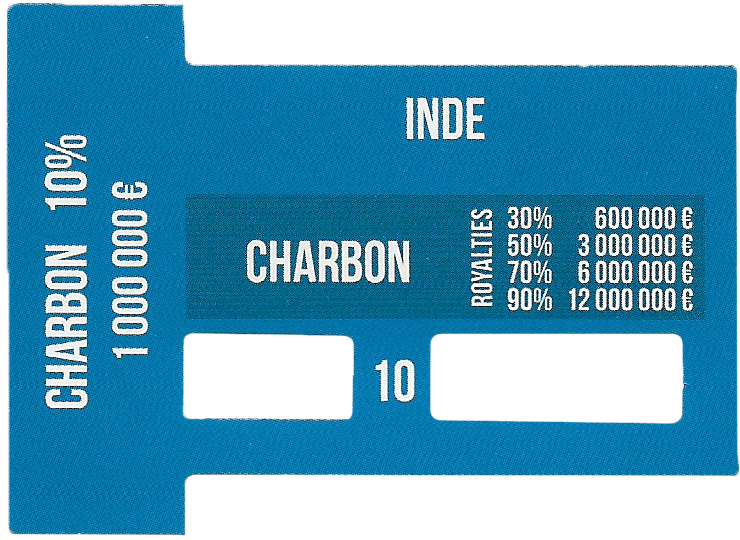 CHARBON 10%
1 000 000 €
INDE
CHARBON
ROYALTIES
30% 600 000 €
50% 3 000 000 €
70% 6 000 000 €
90% 12 000 000 €
10